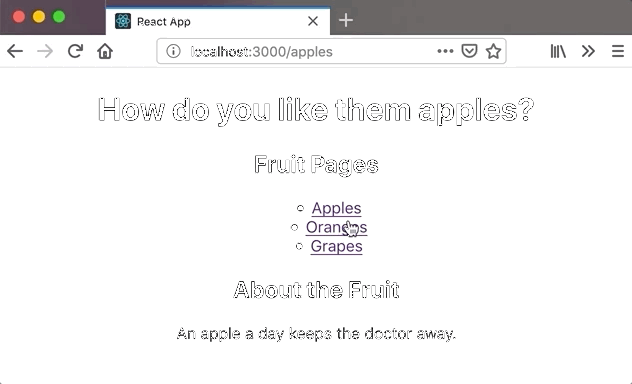 React App
localhost:3000/apples
How do you like them apples?
Fruit Pages
Apples
Oranges
Grapes
About the Fruit
An apple a day keeps the doctor away.